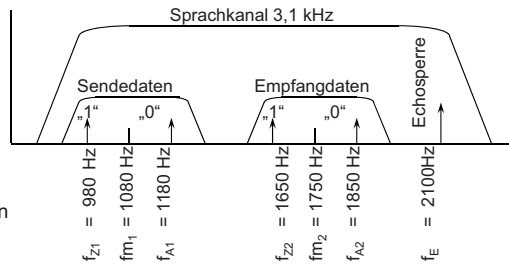 Sprachkanal 3,1 kHz
Sendedaten
Empfangdaten
Echosperre
„1“
„0“
„1“
„0“
n
f_Z1 = 980 Hz
fm_1 = 1080 Hz
f_A1 = 1180 Hz
f_Z2 = 1650 Hz
fm_2 = 1750 Hz
f_A2 = 1850 Hz
f_E = 2100Hz